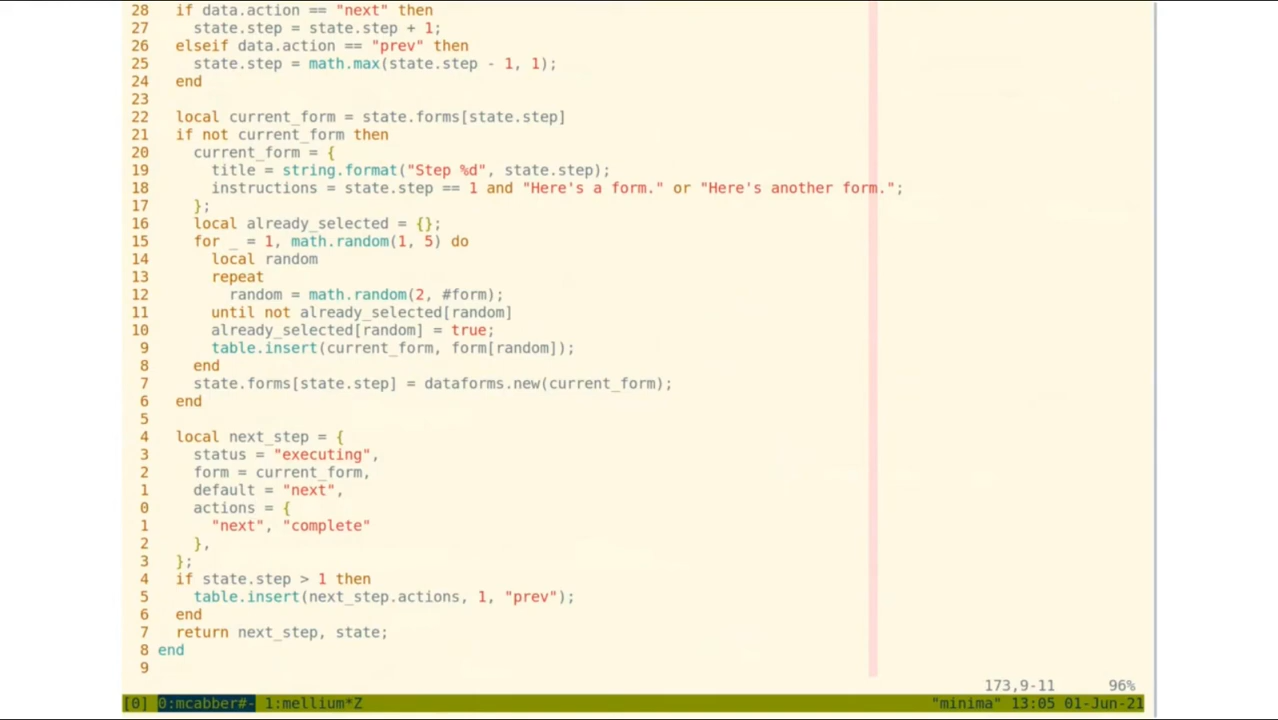 28   if data.action == "next" then
27     state.step = state.step + 1;
26   elseif data.action == "prev" then
25     state.step = math.max(state.step - 1, 1);
24   end
23
22   local current_form = state.forms[state.step]
21   if not current_form then
20     current_form = {
19       title = string.format("Step %d", state.step);
18       instructions = state.step == 1 and "Here's a form." or "Here's another form.";
17     };
16     local already_selected = {};
15     for _ = 1, math.random(1, 5) do
14       local random
13       repeat
12         random = math.random(2, #form);
11       until not already_selected[random]
10       already_selected[random] = true;
9       table.insert(current_form, form[random]);
8     end
7     state.forms[state.step] = dataforms.new(current_form);
6   end
5
4   local next_step = {
3     status = "executing",
2     form = current_form,
1     default = "next",
0     actions = {
1       "next", "complete"
2     },
3   };
4   if state.step > 1 then
5     table.insert(next_step.actions, 1, "prev");
6   end
7   return next_step, state;
8 end
9
173,9-11 96%
[0] 0:mcabber#- 1:mellium*Z "minima" 13:05 01-Jun-21